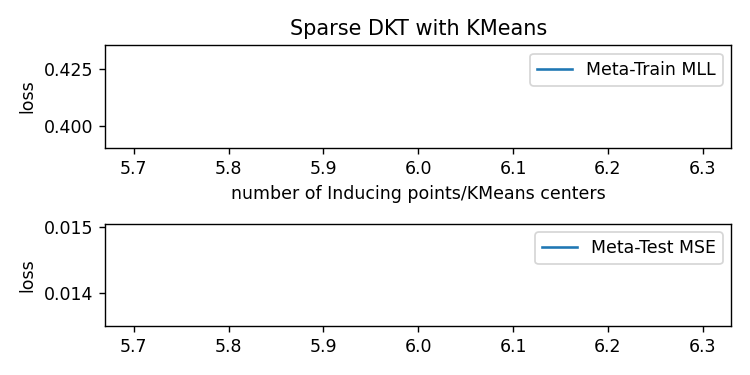 Sparse DKT with KMeans
0.425
0.400
loss
Meta-Train MLL
5.7 5.8 5.9 6.0 6.1 6.2 6.3
number of Inducing points/KMeans centers
0.015
0.014
loss
Meta-Test MSE
5.7 5.8 5.9 6.0 6.1 6.2 6.3